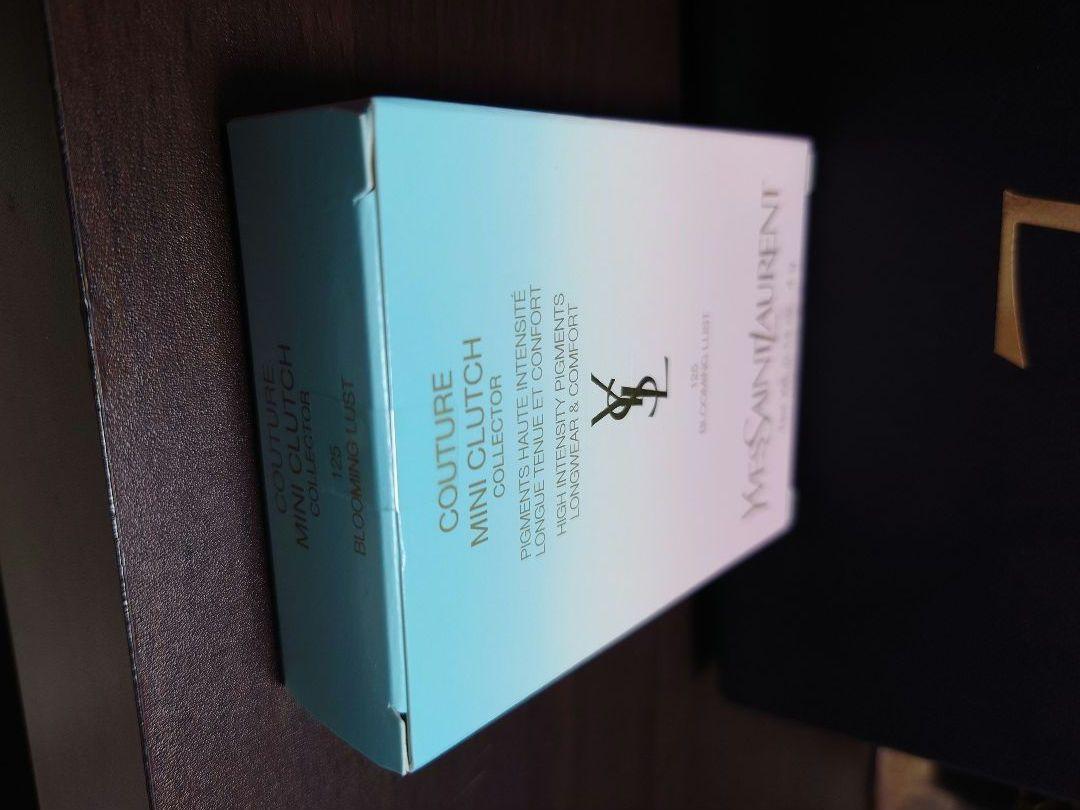 COUTURE
MINI CLUTCH
COLLECTOR
125
BLOOMING LUST
COUTURE
MINI CLUTCH
COLLECTOR
PIGMENTS HAUTE INTENSITÉ
LONGUE TENUE ET CONFORT
HIGH INTENSITY PIGMENTS
LONGWEAR & COMFORT
YSL
125
BLOOMING LUST
YVESSAINTLAURENT